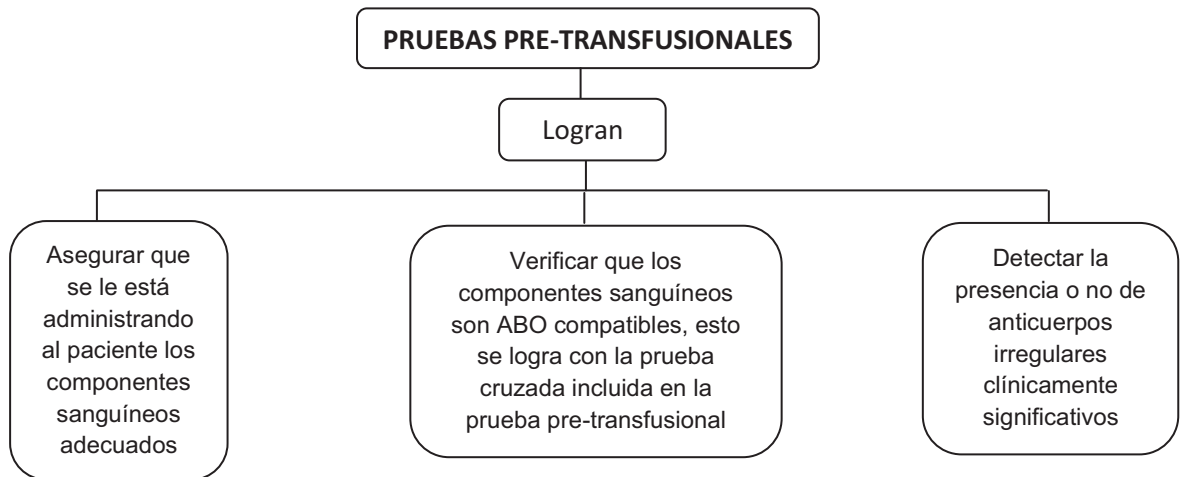 PRUEBAS PRE-TRANSFUSIONALES
Logran
Asegurar que
se le está
administrando
al paciente los
componentes
sanguíneos
adecuados
Verificar que los
componentes sanguíneos
son ABO compatibles, esto
se logra con la prueba
cruzada incluida en la
prueba pre-transfusional
Detectar la
presencia o no de
anticuerpos
irregulares
clínicamente
significativos